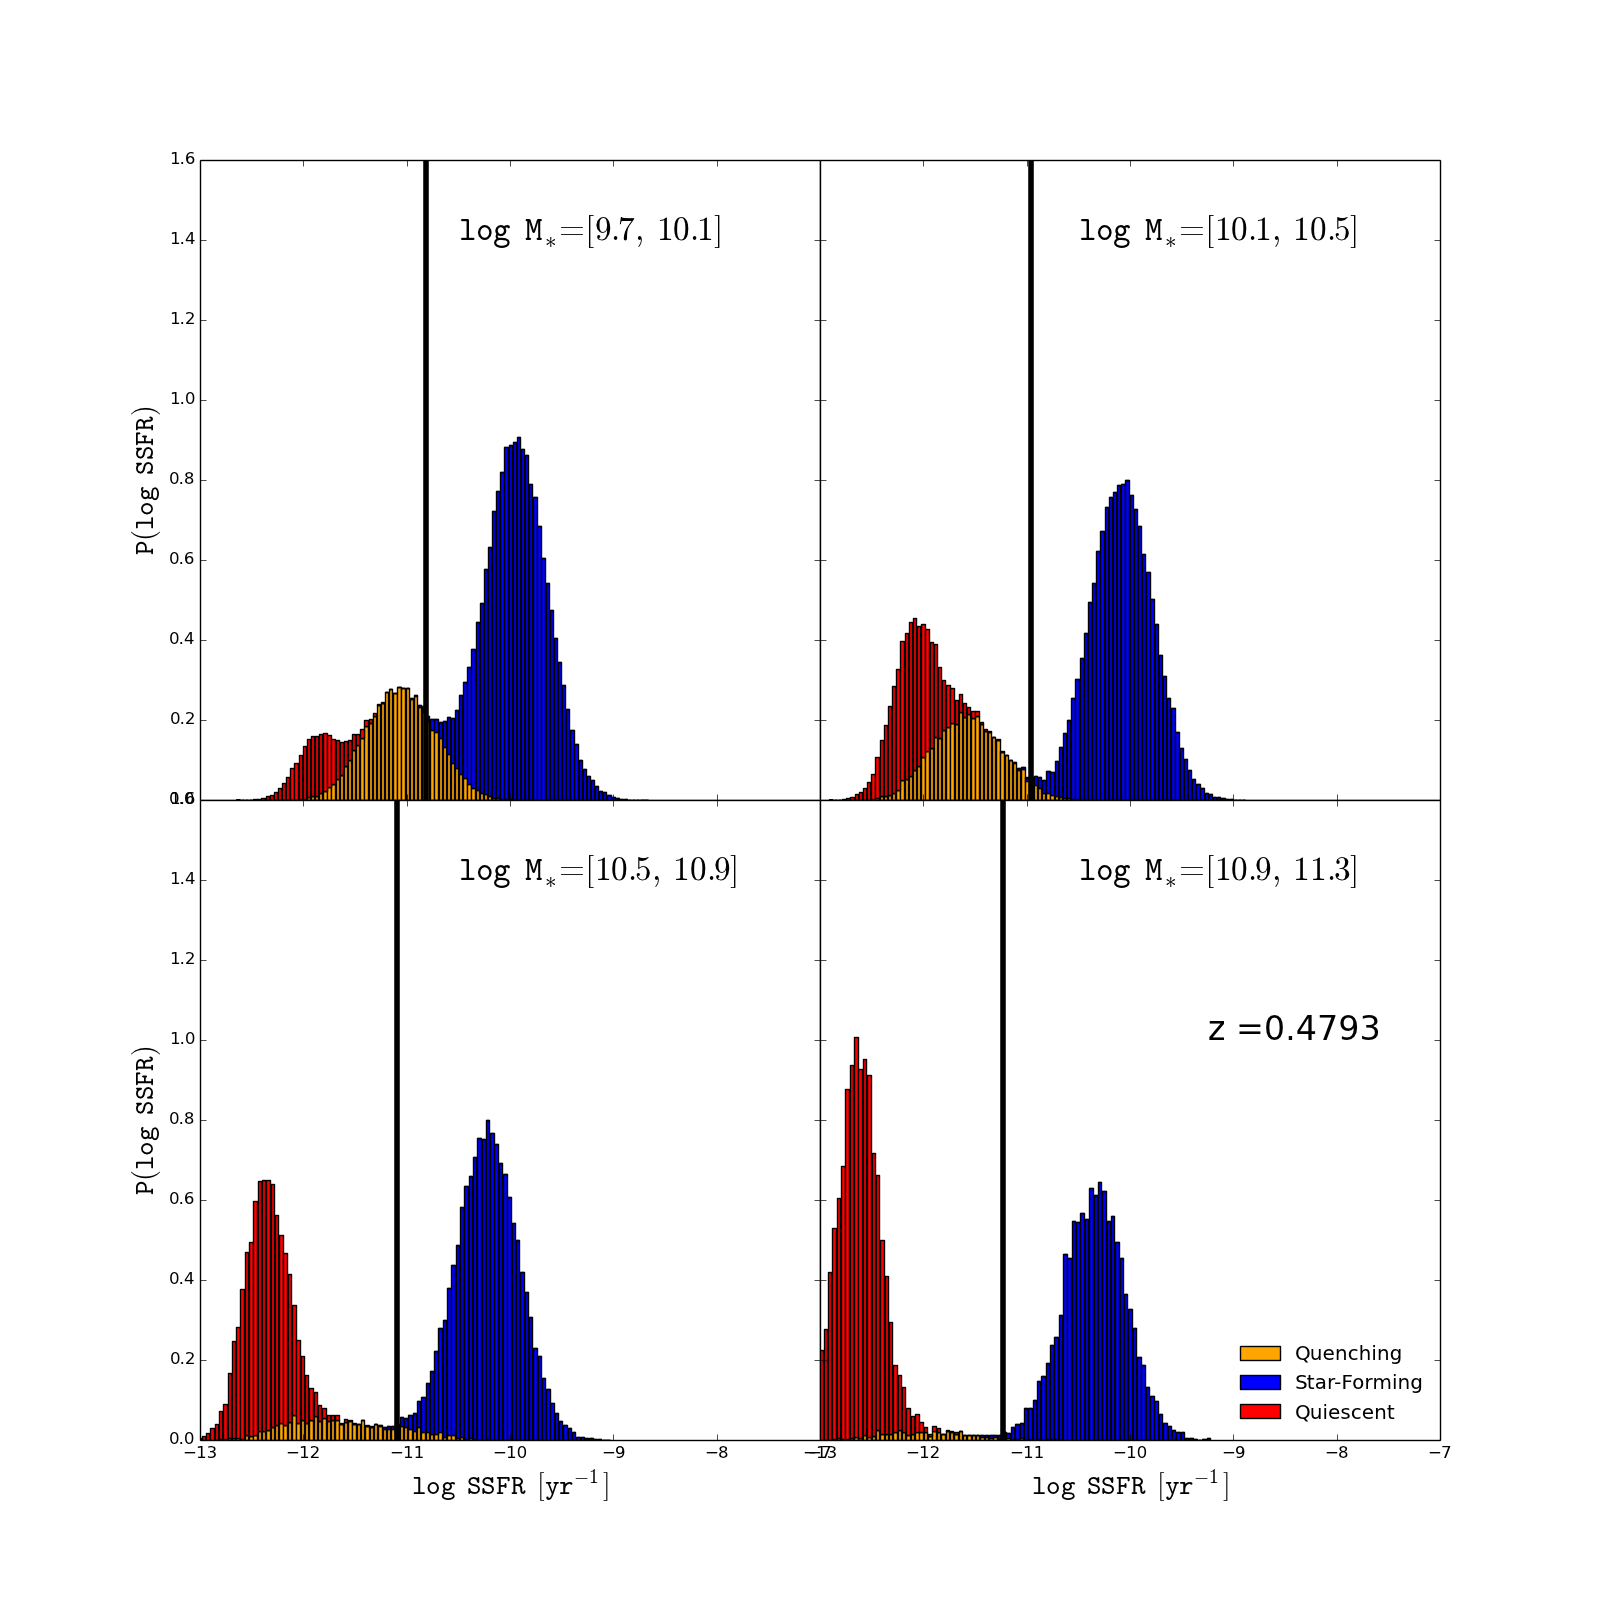 1.6
1.4
1.2
1.0
0.8
0.6
0.4
0.2
P(log SSFR)
log M*=[9.7, 10.1]
log M*=[10.1, 10.5]
1.4
1.2
1.0
0.8
0.6
0.4
0.2
0.0
P(log SSFR)
log M*=[10.5, 10.9]
log M*=[10.9, 11.3]
z =0.4793
Quenching
Star-Forming
Quiescent
−13 −12 −11 −10 −9 −8
−12 −11 −10 −9 −8 −7
log SSFR [yr⁻¹]
log SSFR [yr⁻¹]